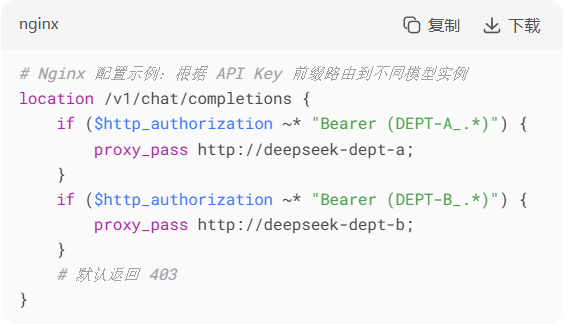 nginx
复制
下载
# Nginx 配置示例：根据 API Key 前缀路由到不同模型实例
location /v1/chat/completions {
    if ($http_authorization ~* "Bearer (DEPT-A_.*)") {
        proxy_pass http://deepseek-dept-a;
    }
    if ($http_authorization ~* "Bearer (DEPT-B_.*)") {
        proxy_pass http://deepseek-dept-b;
    }
    # 默认返回 403
}